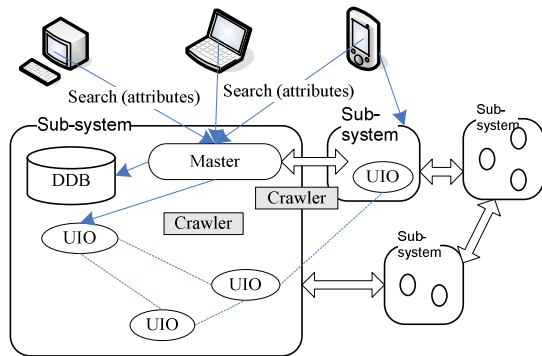 Search (attributes)
Search (attributes)
Sub-system
Master
DDB
UIO
Crawler
UIO
UIO
Crawler
Sub-
system
UIO
Sub-
system
Sub-
system